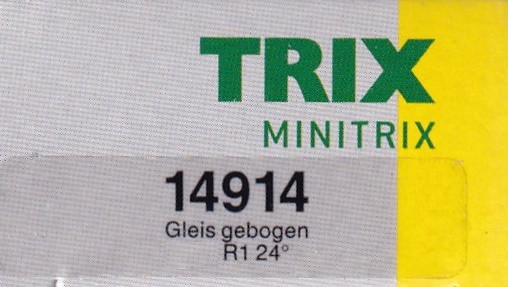 TRIX
MINITRIX
14914
Gleis gebogen
R1 24°